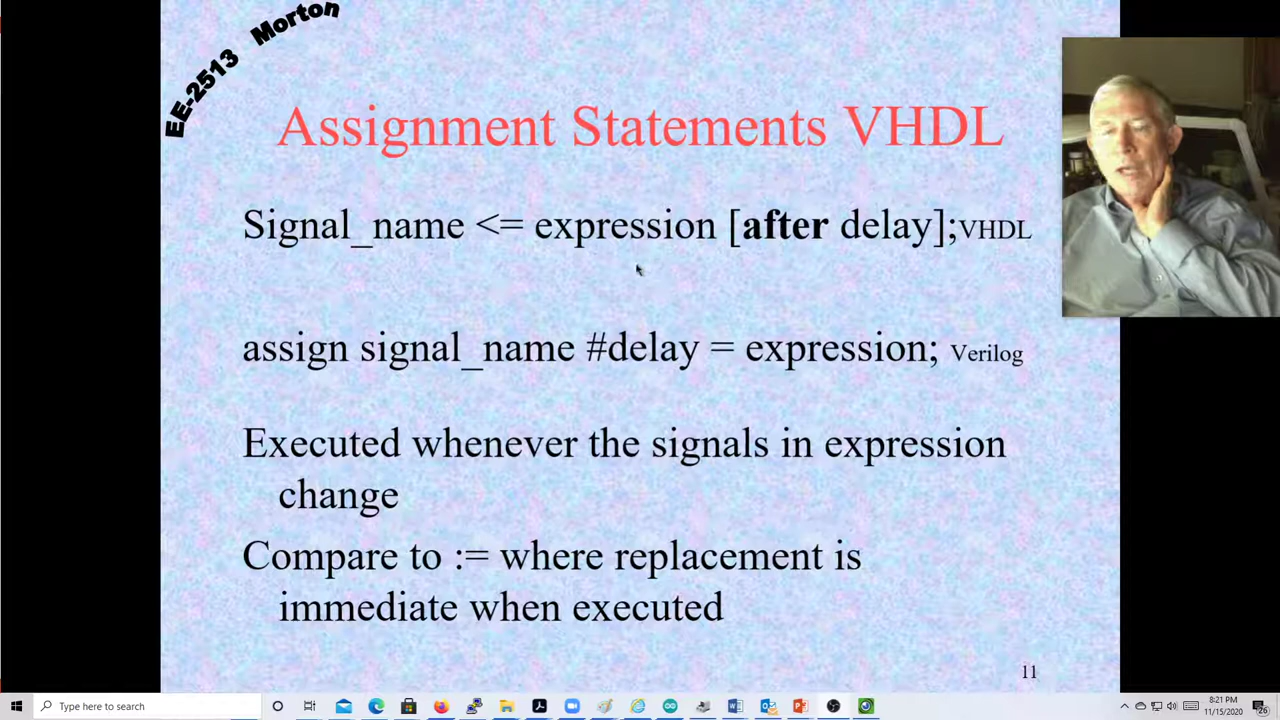 EE-2513 Morton
Assignment Statements VHDL
Signal_name <= expression [after delay];VHDL
assign signal_name #delay = expression; Verilog
Executed whenever the signals in expression
change
Compare to := where replacement is
immediate when executed
11
Type here to search
8:21 PM
11/15/2020
26